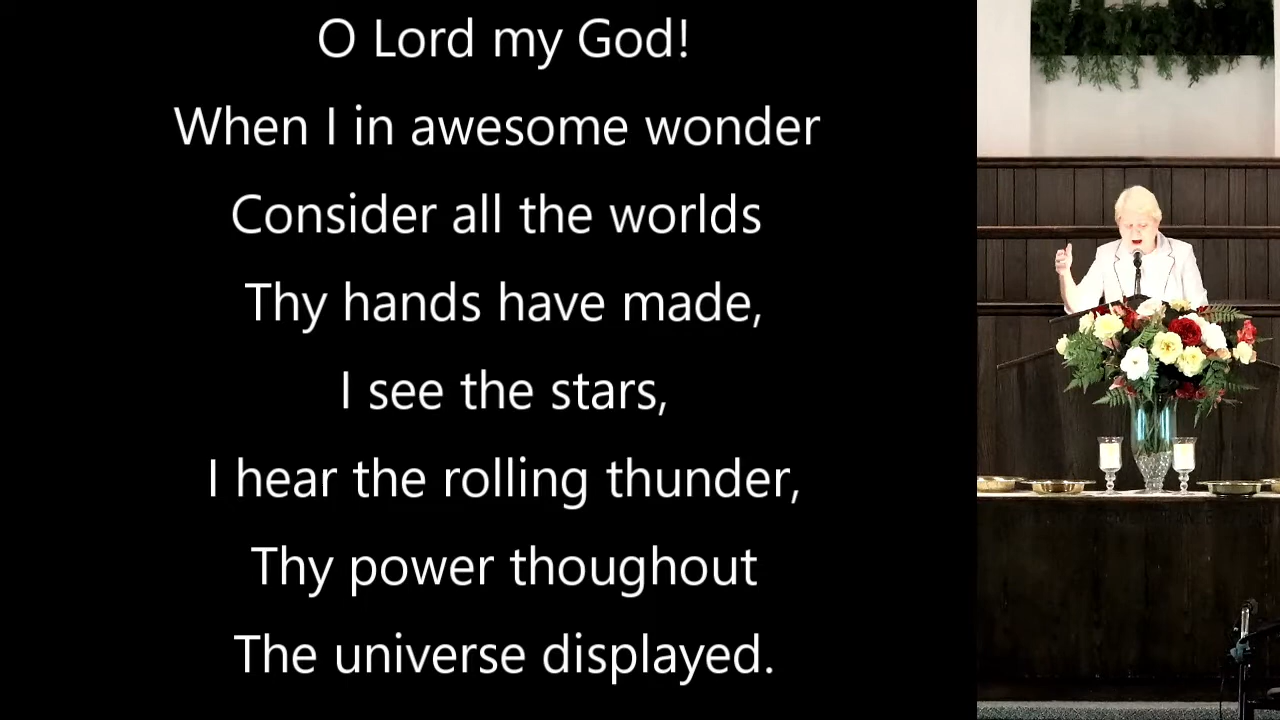 O Lord my God!
When I in awesome wonder
Consider all the worlds
Thy hands have made,
I see the stars,
I hear the rolling thunder,
Thy power thoughout
The universe displayed.